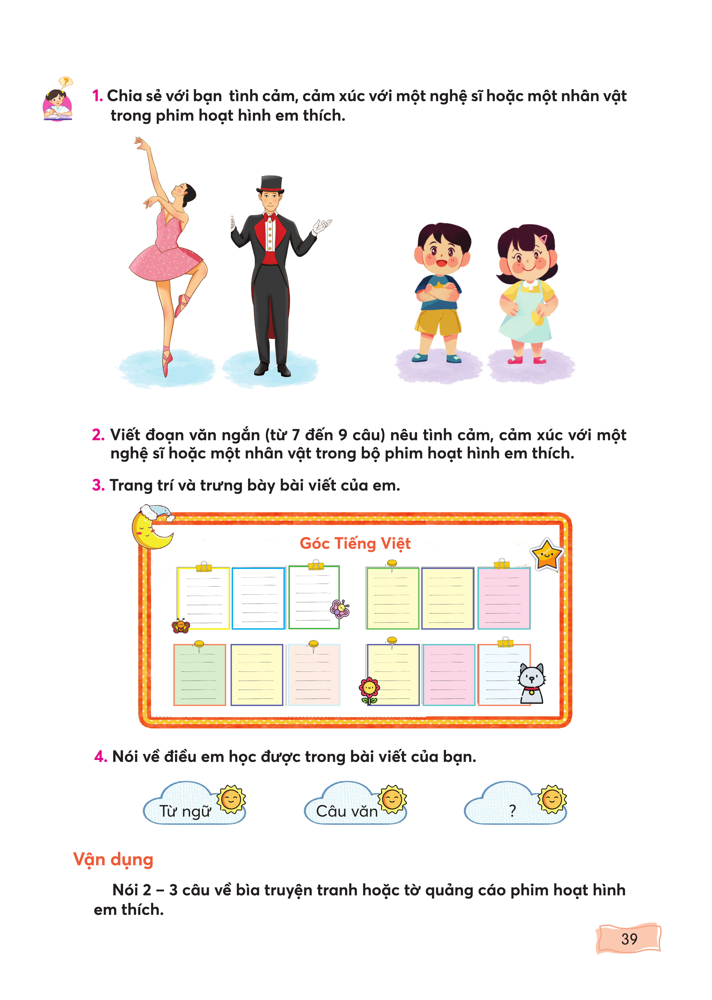 ?
1. Chia sẻ với bạn tình cảm, cảm xúc với một nghệ sĩ hoặc một nhân vật
trong phim hoạt hình em thích.
2. Viết đoạn văn ngắn (từ 7 đến 9 câu) nêu tình cảm, cảm xúc với một
nghệ sĩ hoặc một nhân vật trong bộ phim hoạt hình em thích.
3. Trang trí và trưng bày bài viết của em.
Góc Tiếng Việt
4. Nói về điều em học được trong bài viết của bạn.
Từ ngữ
Câu văn
?
Vận dụng
Nói 2 – 3 câu về bìa truyện tranh hoặc tờ quảng cáo phim hoạt hình
em thích.
39